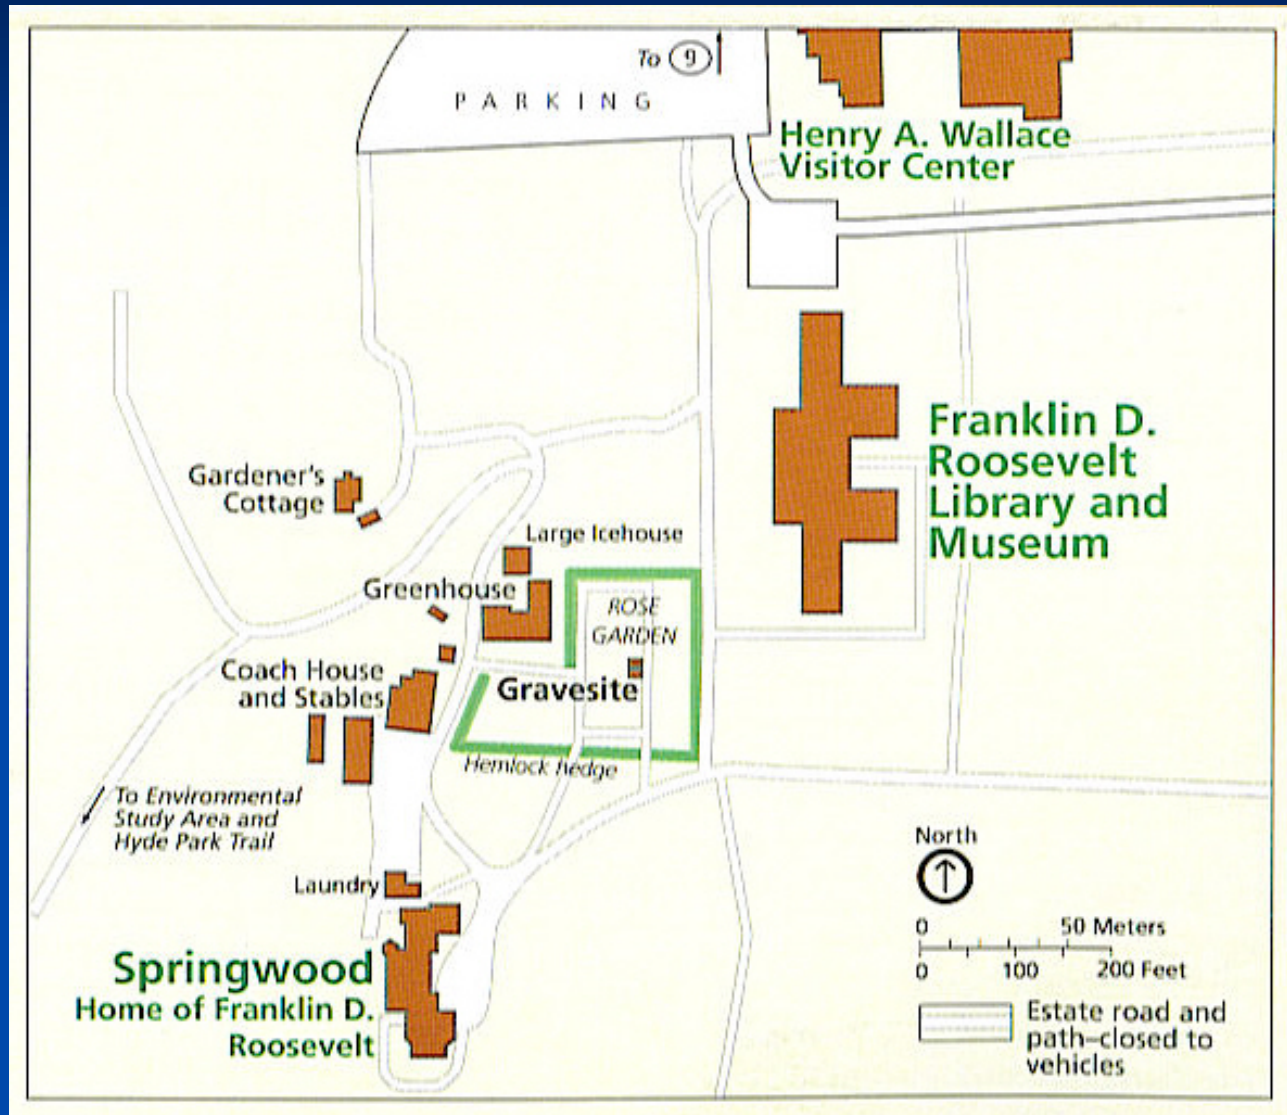 To 9
PARKING
Henry A. Wallace
Visitor Center
Franklin D.
Roosevelt
Library and
Museum
Gardener's
Cottage
Large Icehouse
Greenhouse
ROSE
GARDEN
Coach House
and Stables
Gravesite
Hemlock hedge
To Environmental
Study Area and
Hyde Park Trail
Laundry
Springwood
Home of Franklin D.
Roosevelt
North
0 50 Meters
0 100 200 Feet
Estate road and
path–closed to
vehicles